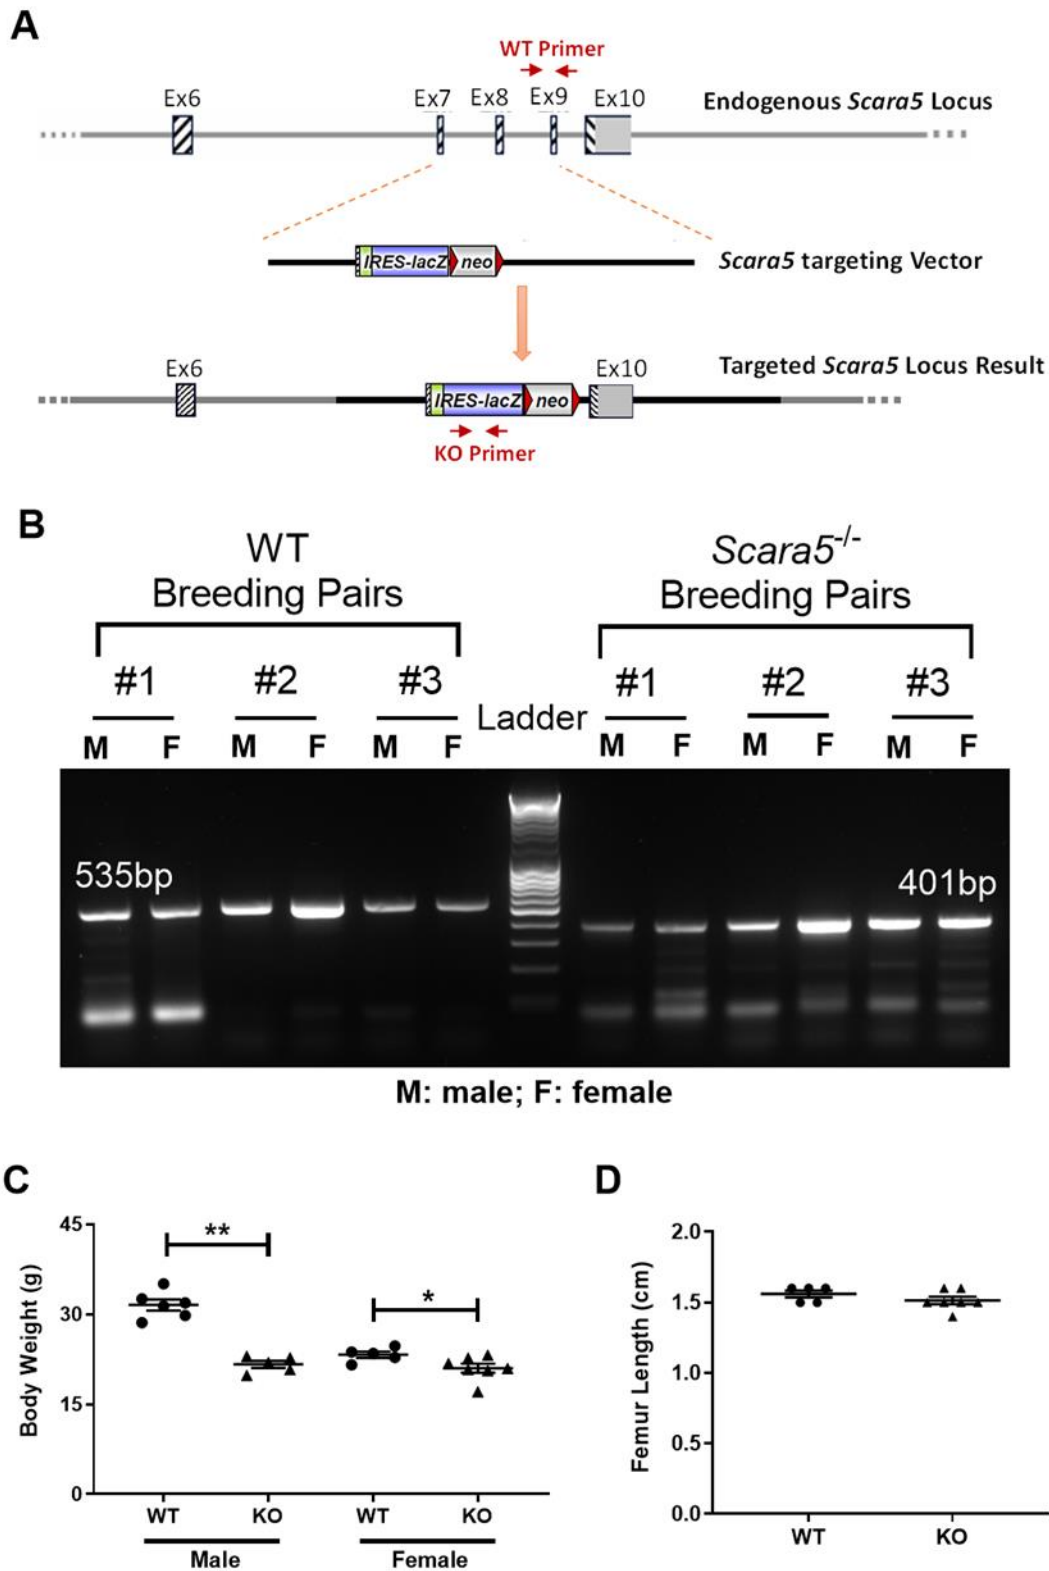 A
WT Primer
Ex6 Ex7 Ex8 Ex9 Ex10 Endogenous Scara5 Locus
IRES-lacZ neo Scara5 targeting Vector
Ex6 Ex10 Targeted Scara5 Locus Result
IRES-lacZ neo
KO Primer
B
WT
Breeding Pairs
Scara5-/-
Breeding Pairs
#1 #2 #3 Ladder #1 #2 #3
M F M F M F M F M F M F
535bp 401bp
M: male; F: female
C
Body Weight (g)
45
30
15
0
**
*
WT KO WT KO
Male Female
D
Femur Length (cm)
2.0
1.5
1.0
0.5
0.0
WT KO